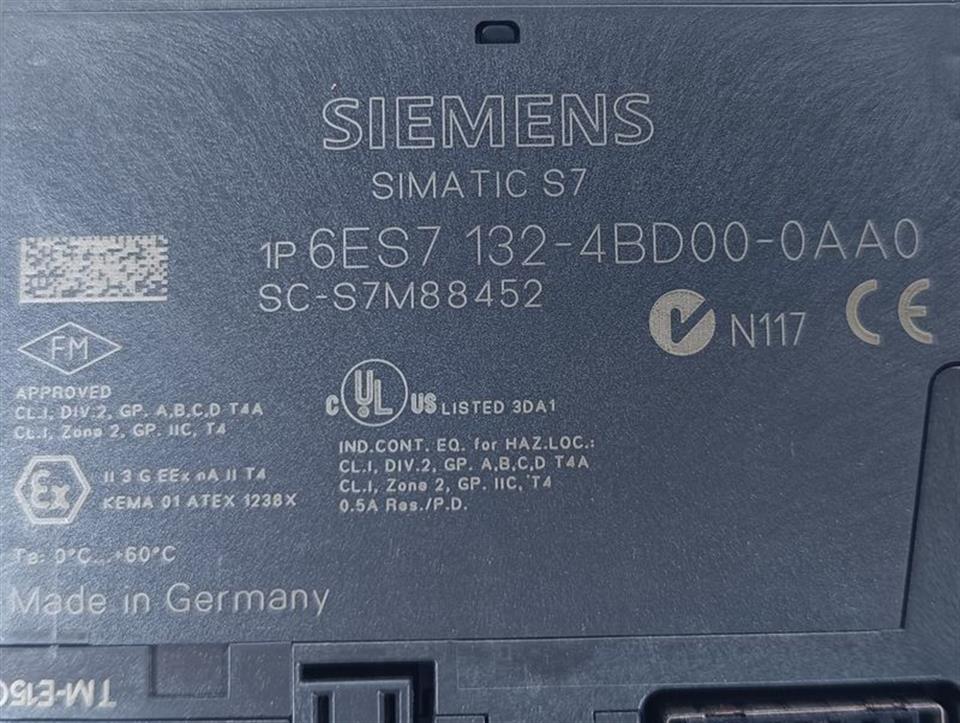 SIEMENS
SIMATIC S7
1P 6ES7 132-4BD00-0AA0
SC-S7M88452
N117 CE
FM
APPROVED
CL.I, DIV.2, GP. A,B,C,D T4A
CL.I, Zone 2, GP. IIC, T4
C UL US LISTED 3DA1
IND.CONT. EQ. for HAZ.LOC.:
CL.I, DIV.2, GP. A,B,C,D T4A
CL.I, Zone 2, GP. IIC, T4
0.5A Res./P.D.
Ex II 3 G EEx nA II T4
KEMA 01 ATEX 1238X
Ta: 0°C...+60°C
Made in Germany